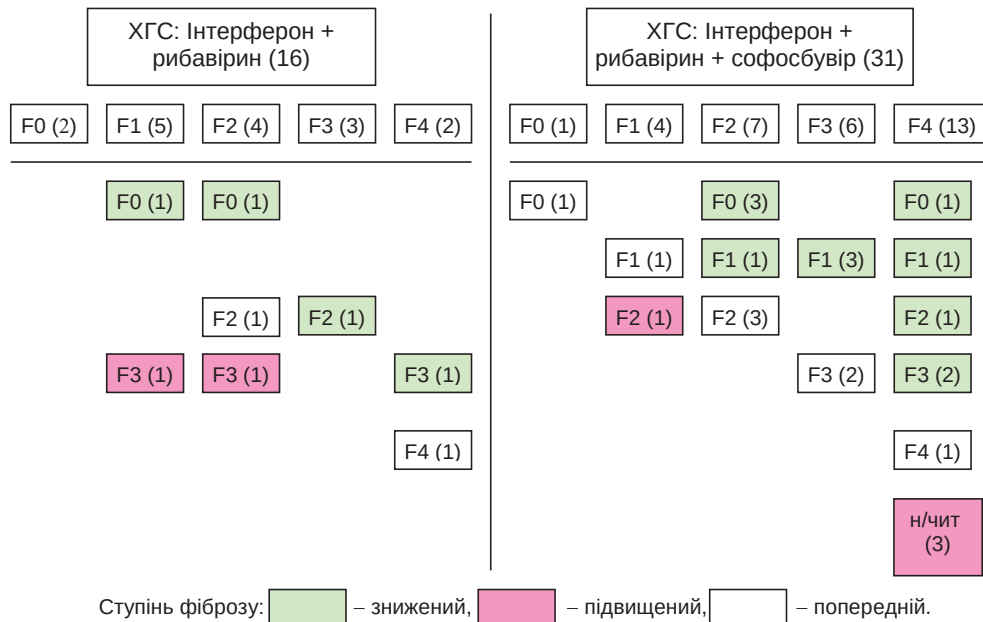 ХГС: Інтерферон +
рибавірин (16)
ХГС: Інтерферон +
рибавірин + софосбувір (31)
F0 (2) F1 (5) F2 (4) F3 (3) F4 (2) F0 (1) F1 (4) F2 (7) F3 (6) F4 (13)
F0 (1) F0 (1) F0 (1) F0 (3) F0 (1)
F1 (1) F1 (1) F1 (3) F1 (1)
F2 (1) F2 (1) F2 (1) F2 (3) F2 (1)
F3 (1) F3 (1) F3 (1) F3 (2) F3 (2)
F4 (1) F4 (1)
н/чит
(3)
Ступінь фіброзу: – знижений, – підвищений, – попередній.